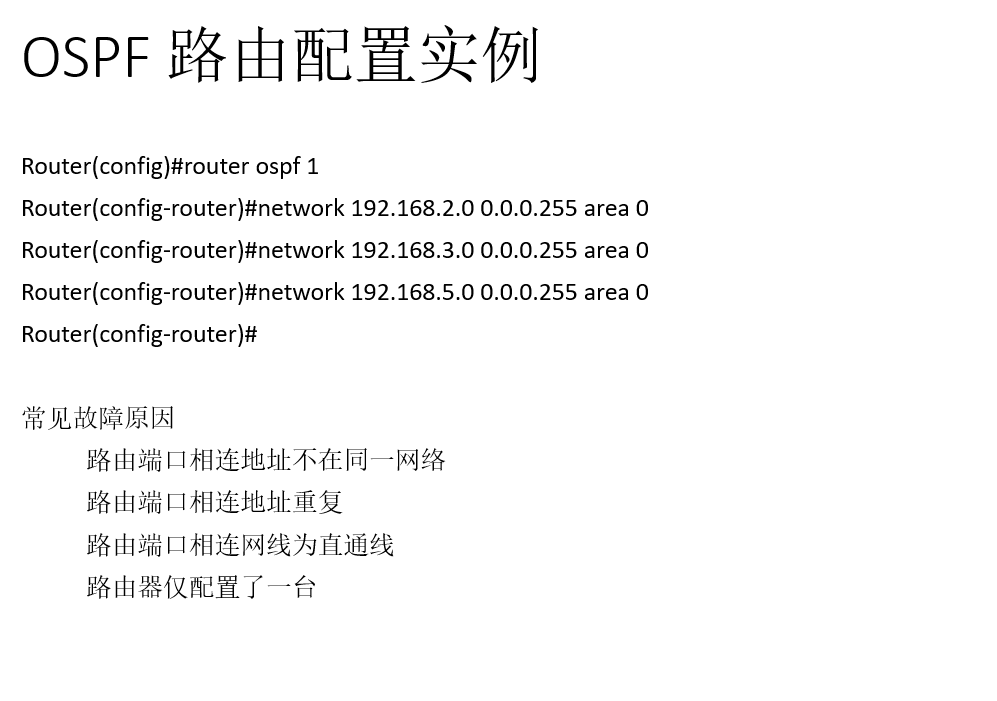 OSPF 路由配置实例
Router(config)#router ospf 1
Router(config-router)#network 192.168.2.0 0.0.0.255 area 0
Router(config-router)#network 192.168.3.0 0.0.0.255 area 0
Router(config-router)#network 192.168.5.0 0.0.0.255 area 0
Router(config-router)#
常见故障原因
路由端口相连地址不在同一网络
路由端口相连地址重复
路由端口相连网线为直通线
路由器仅配置了一台